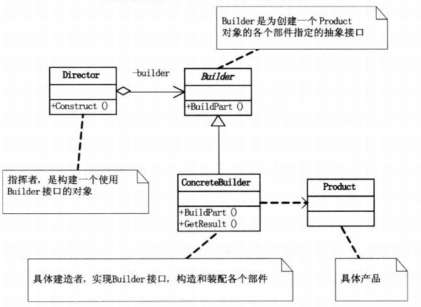 Builder是为创建一个Product
对象的各个部件指定的抽象接口
Director
-builder
Builder
+Construct()
+BuildPart()
指挥者，是构建一个使用
Builder接口的对象
ConcreteBuilder
Product
+BuildPart()
+GetResult()
具体建造者，实现Builder接口，构造和装配各个部件
具体产品